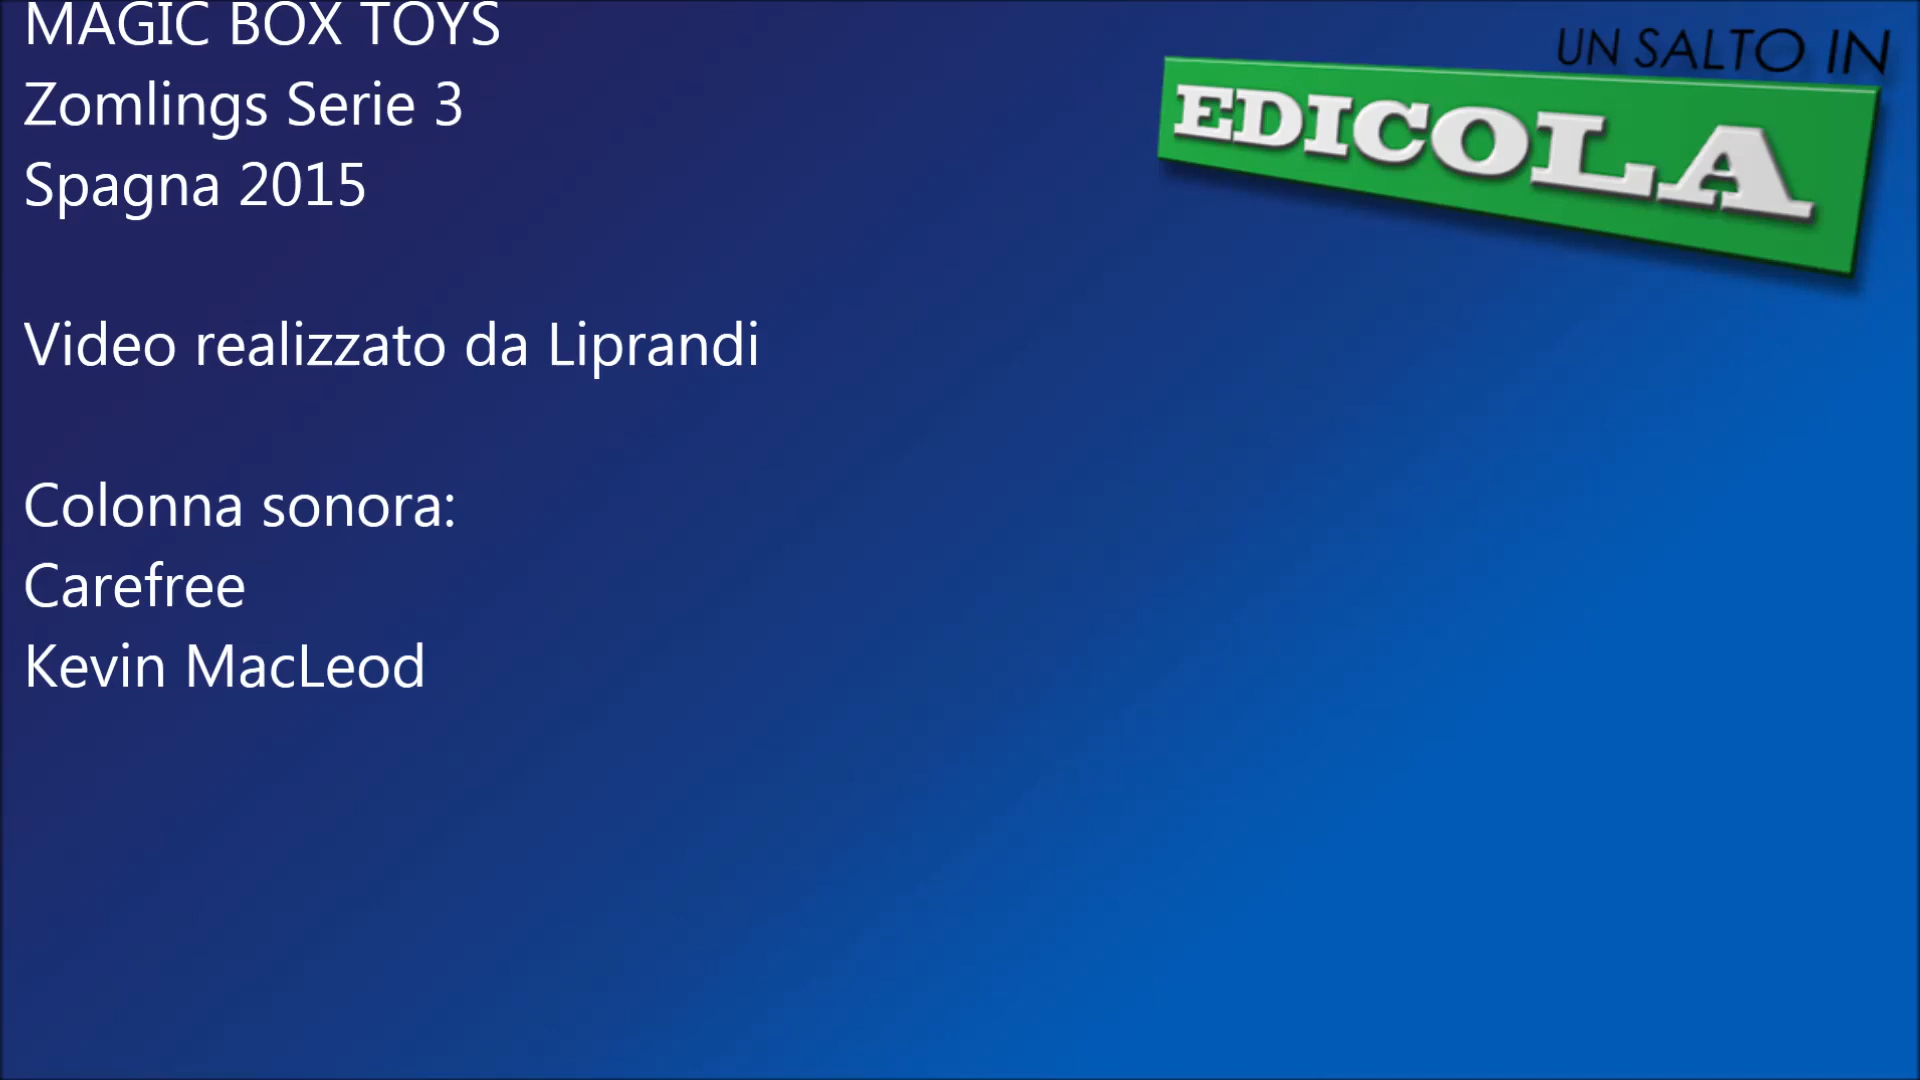 MAGIC BOX TOYS
Zomlings Serie 3
Spagna 2015
Video realizzato da Liprandi
Colonna sonora:
Carefree
Kevin MacLeod
UN SALTO IN
EDICOLA